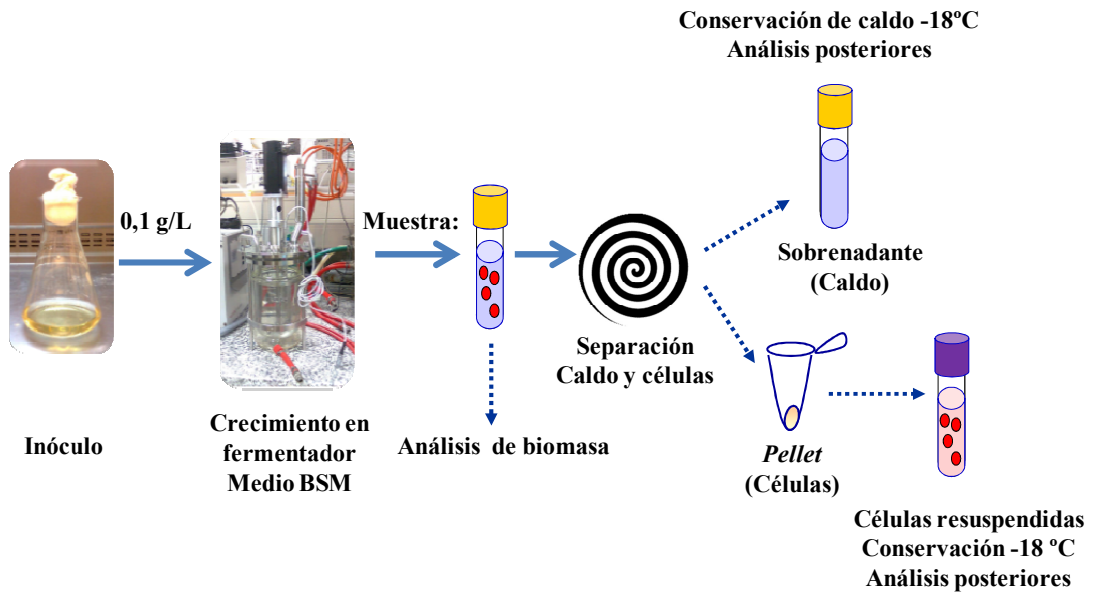 Conservación de caldo -18ºC
Análisis posteriores
0,1 g/L
Muestra:
Sobrenadante
(Caldo)
Separación
Caldo y células
Inóculo
Crecimiento en
fermentador
Medio BSM
Análisis de biomasa
Pellet
(Células)
Células resuspendidas
Conservación -18 ºC
Análisis posteriores